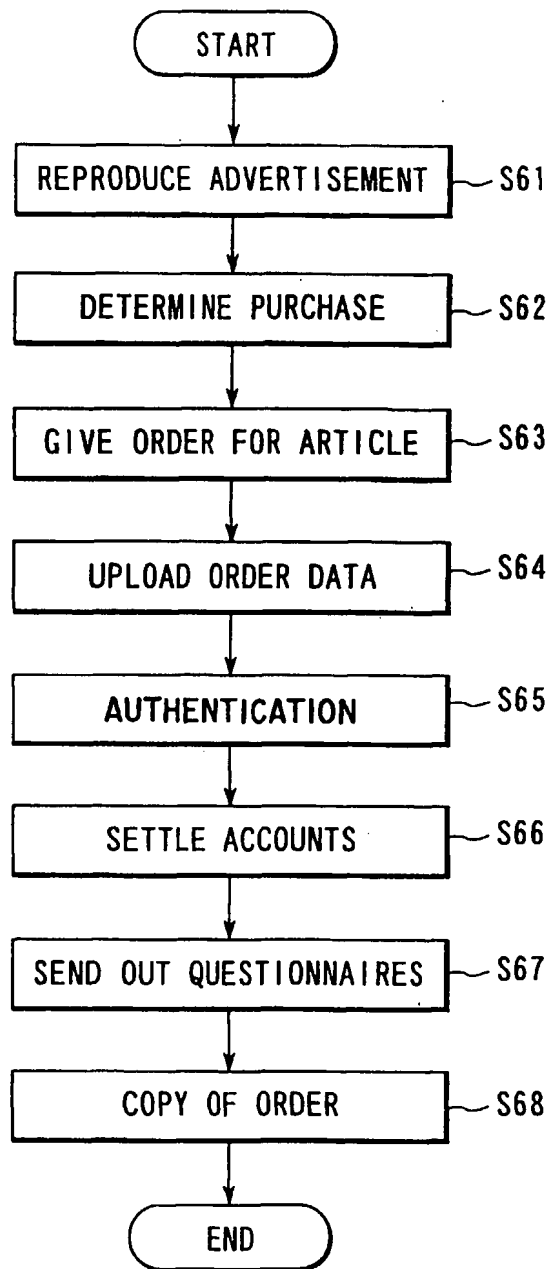 START
REPRODUCE ADVERTISEMENT S61
DETERMINE PURCHASE S62
GIVE ORDER FOR ARTICLE S63
UPLOAD ORDER DATA S64
AUTHENTICATION S65
SETTLE ACCOUNTS S66
SEND OUT QUESTIONNAIRES S67
COPY OF ORDER S68
END